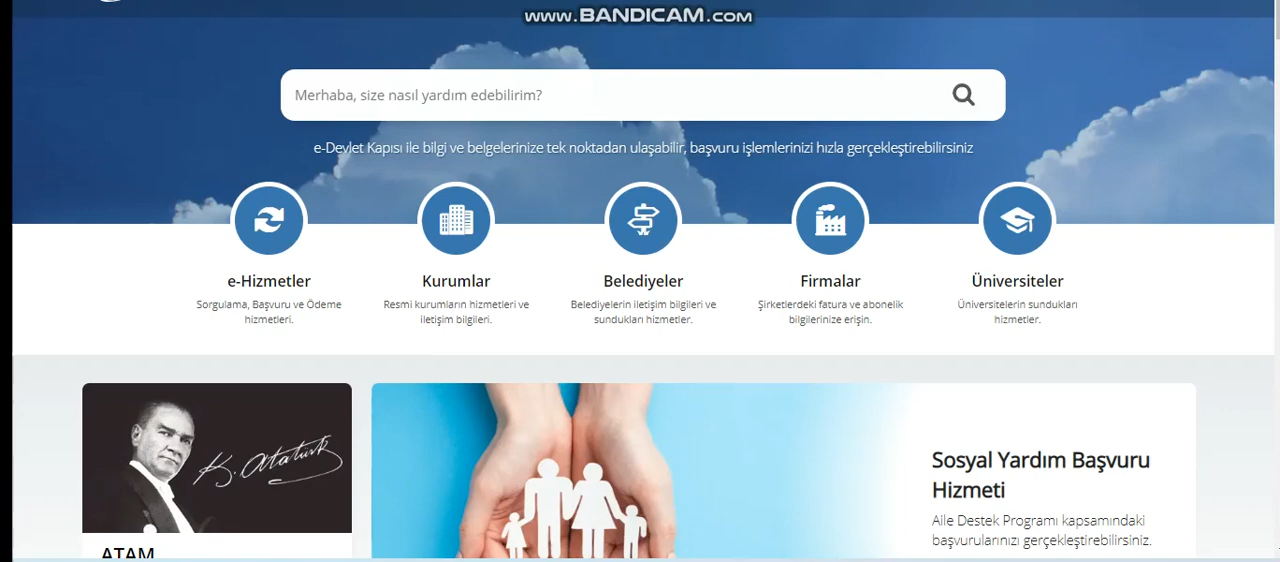 www.BANDICAM.com
Merhaba, size nasıl yardım edebilirim?
e-Devlet Kapısı ile bilgi ve belgelerinize tek noktadan ulaşabilir, başvuru işlemlerinizi hızla gerçekleştirebilirsiniz
e-Hizmetler
Sorgulama, Başvuru ve Ödeme
hizmetleri.
Kurumlar
Resmi kurumların hizmetleri ve
iletişim bilgileri.
Belediyeler
Belediyelerin iletişim bilgileri ve
sundukları hizmetler.
Firmalar
Şirketlerdeki fatura ve abonelik
bilgilerinize erişin.
Üniversiteler
Üniversitelerin sundukları
hizmetler.
K. Atatürk
ATAM
Sosyal Yardım Başvuru
Hizmeti
Aile Destek Programı kapsamındaki
başvurularınızı gerçekleştirebilirsiniz.